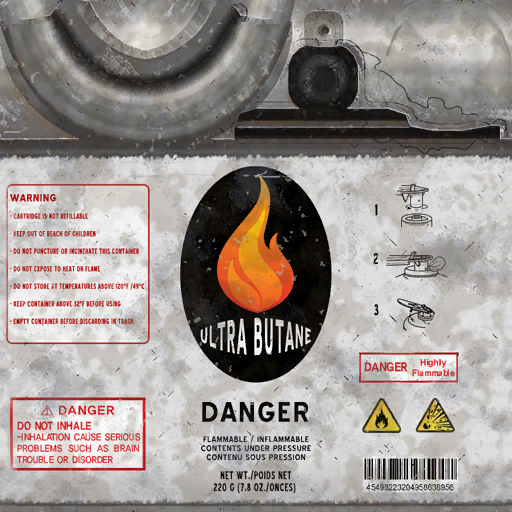 WARNING
· CARTRIDGE IS NOT REFILLABLE
· KEEP OUT OF REACH OF CHILDREN
· DO NOT PUNCTURE OR INCINERATE THIS CONTAINER
· DO NOT EXPOSE TO HEAT OR FLAME
· DO NOT STORE AT TEMPERATURES ABOVE 120°F /49°C
· KEEP CONTAINER ABOVE 32°F BEFORE USING
· EMPTY CONTAINER BEFORE DISCARDING IN TRASH
⚠ DANGER
DO NOT INHALE
-INHALATION CAUSE SERIOUS
PROBLEMS SUCH AS BRAIN
TROUBLE OR DISORDER
ULTRA BUTANE
DANGER
FLAMMABLE / INFLAMMABLE
CONTENTS UNDER PRESSURE
CONTENU SOUS PRESSION
NET WT./POIDS NET
220 G (7.8 OZ./ONCES)
1
2
3
DANGER
Highly
Flammable